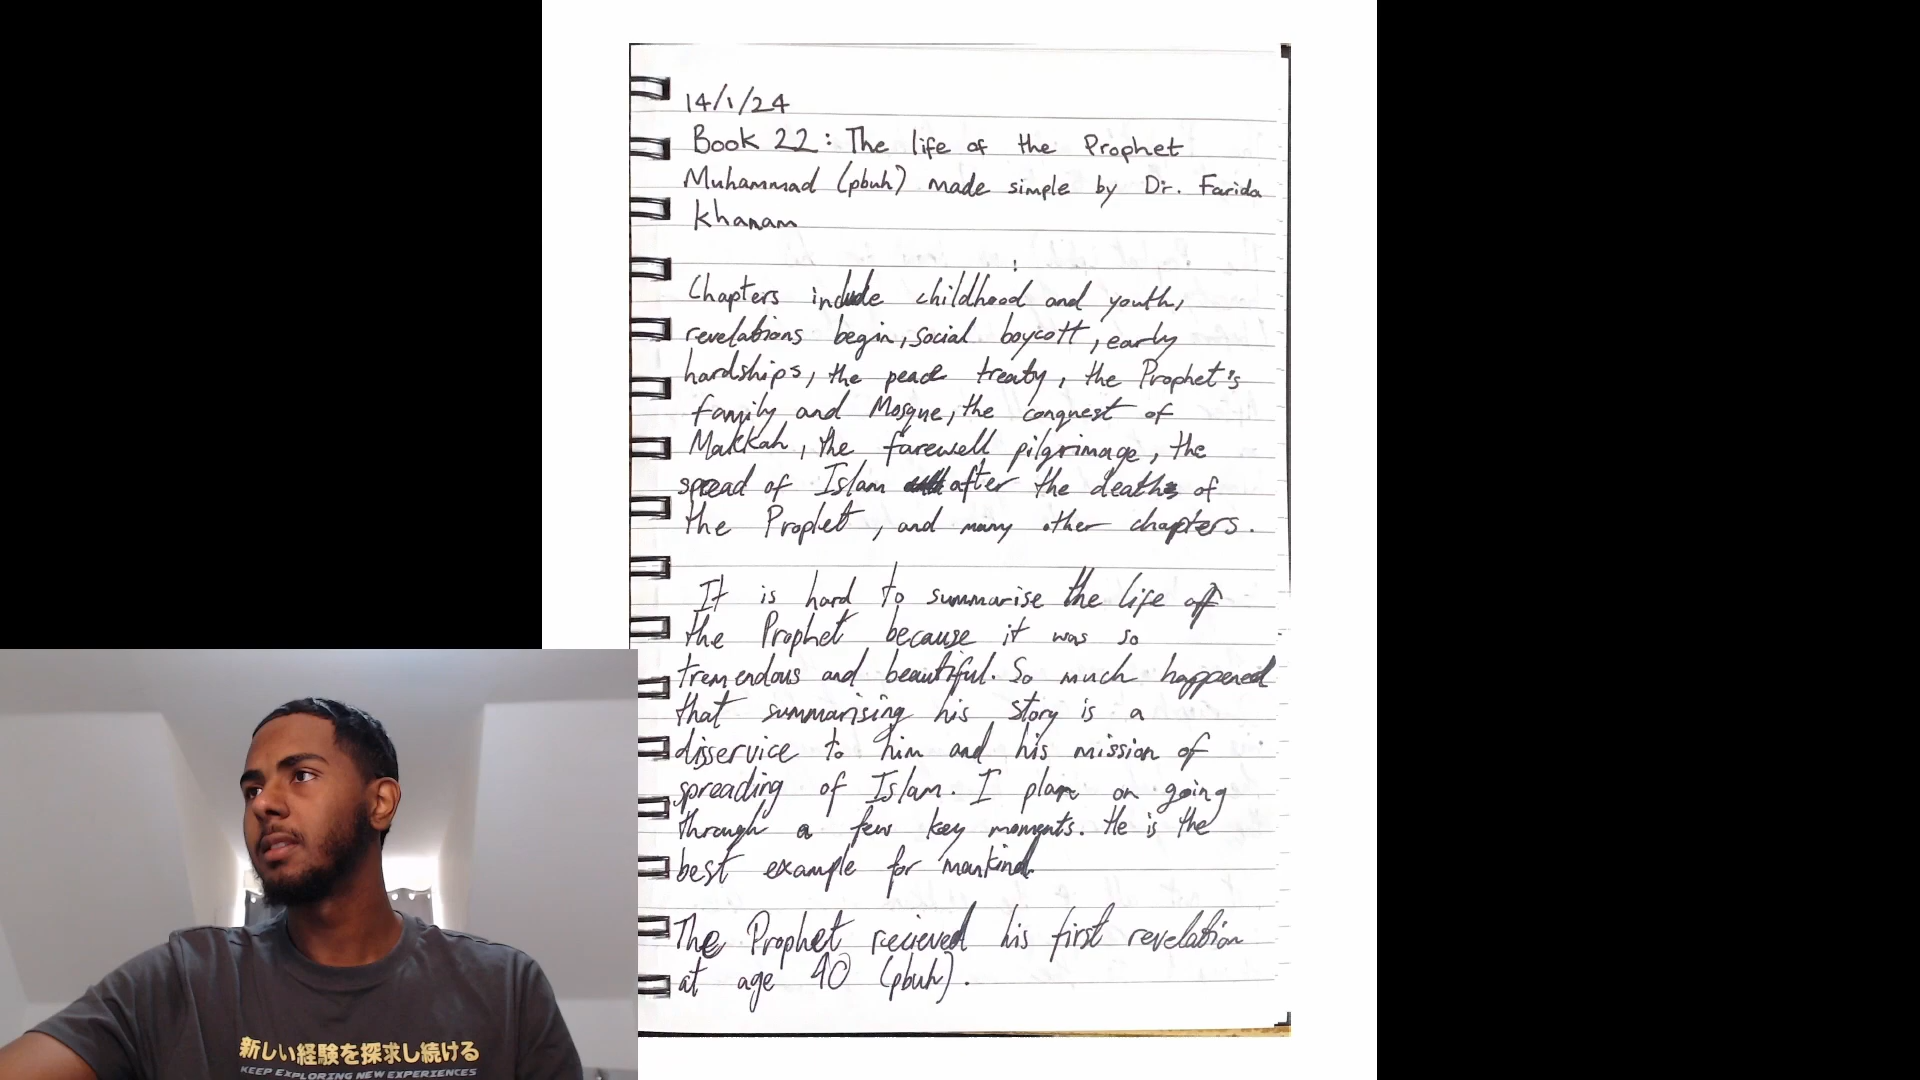 14/1/24
Book 22: The life of the Prophet
Muhammad (pbuh) made simple by Dr. Farida
Khanam
Chapters include childhood and youth,
revelations begin, social boycott, early
hardships, the peace treaty, the Prophet's
family and Mosque, the conquest of
Makkah, the farewell pilgrimage, the
spread of Islam after the death of
the Prophet, and many other chapters.
It is hard to summarise the life of
the Prophet because it was so
tremendous and beautiful. So much happened
that summarising his story is a
disservice to him and his mission of
spreading of Islam. I plan on going
through a few key moments. He is the
best example for mankind.
The Prophet recieved his first revelation
at age 40 (pbuh).
新しい経験を探求し続ける
KEEP EXPLORING NEW EXPERIENCES